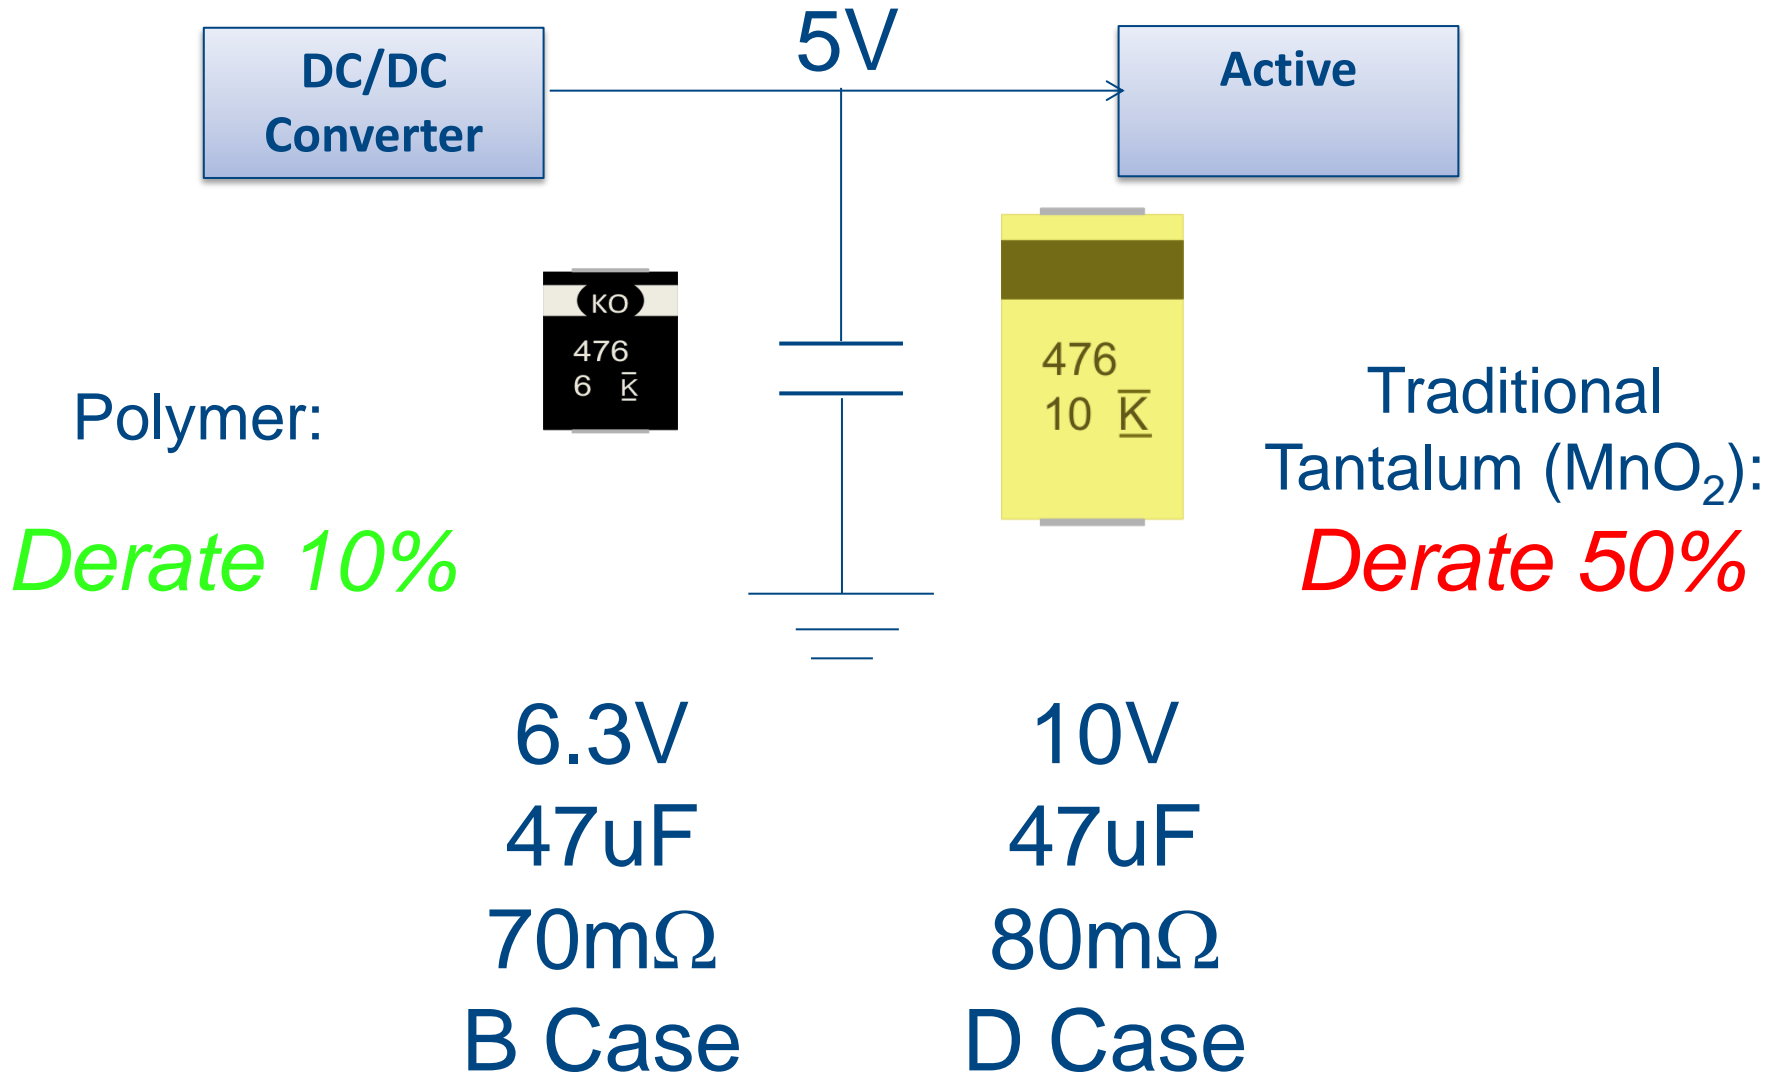 5V
DC/DC
Converter
Active
KO
476
6 K
476
10 K
Polymer:
Derate 10%
Traditional
Tantalum (MnO₂):
Derate 50%
6.3V
47uF
70mΩ
B Case
10V
47uF
80mΩ
D Case